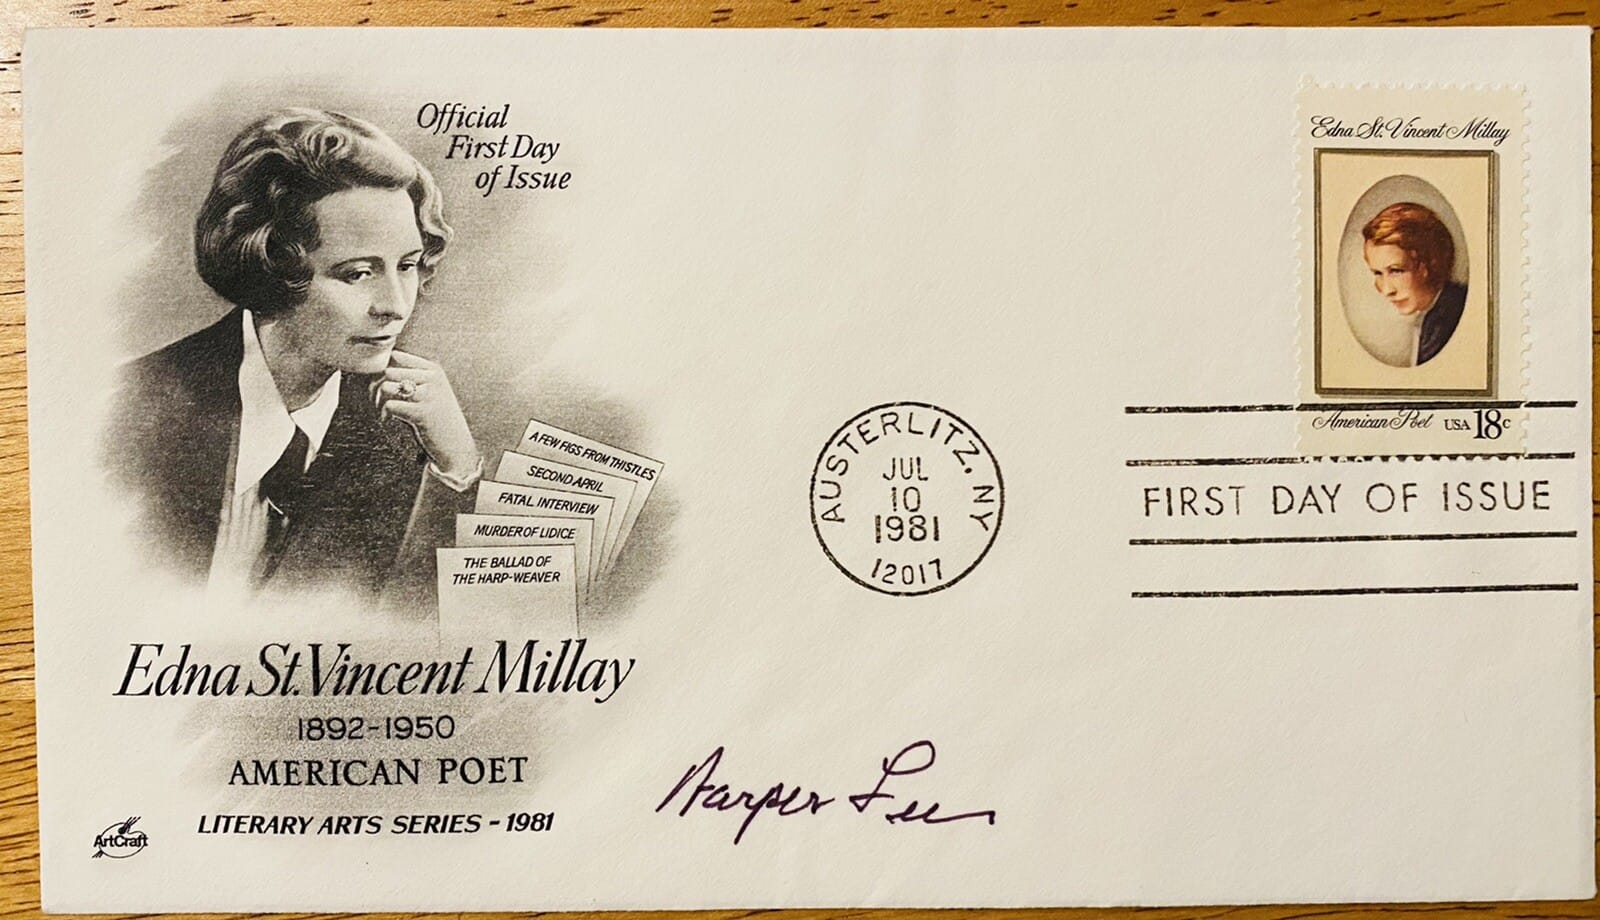 Official
First Day
of Issue
A FEW FIGS FROM THISTLES
SECOND APRIL
FATAL INTERVIEW
MURDER OF LIDICE
THE BALLAD OF
THE HARP-WEAVER
Edna St. Vincent Millay
1892-1950
AMERICAN POET
LITERARY ARTS SERIES - 1981
ArtCraft
AUSTERLITZ, NY
JUL
10
1981
12017
Edna St. Vincent Millay
American Poet USA 18c
FIRST DAY OF ISSUE
Harper Lee